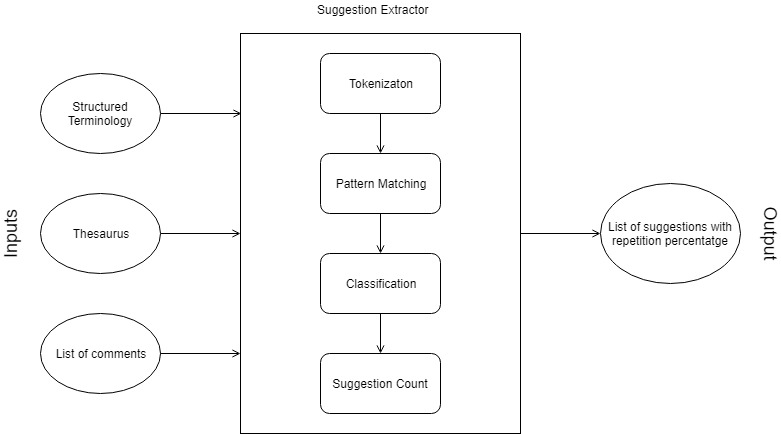 Suggestion Extractor
Inputs
Structured
Terminology
Thesaurus
List of comments
Tokenizaton
Pattern Matching
Classification
Suggestion Count
List of suggestions with
repetition percentatge
Output